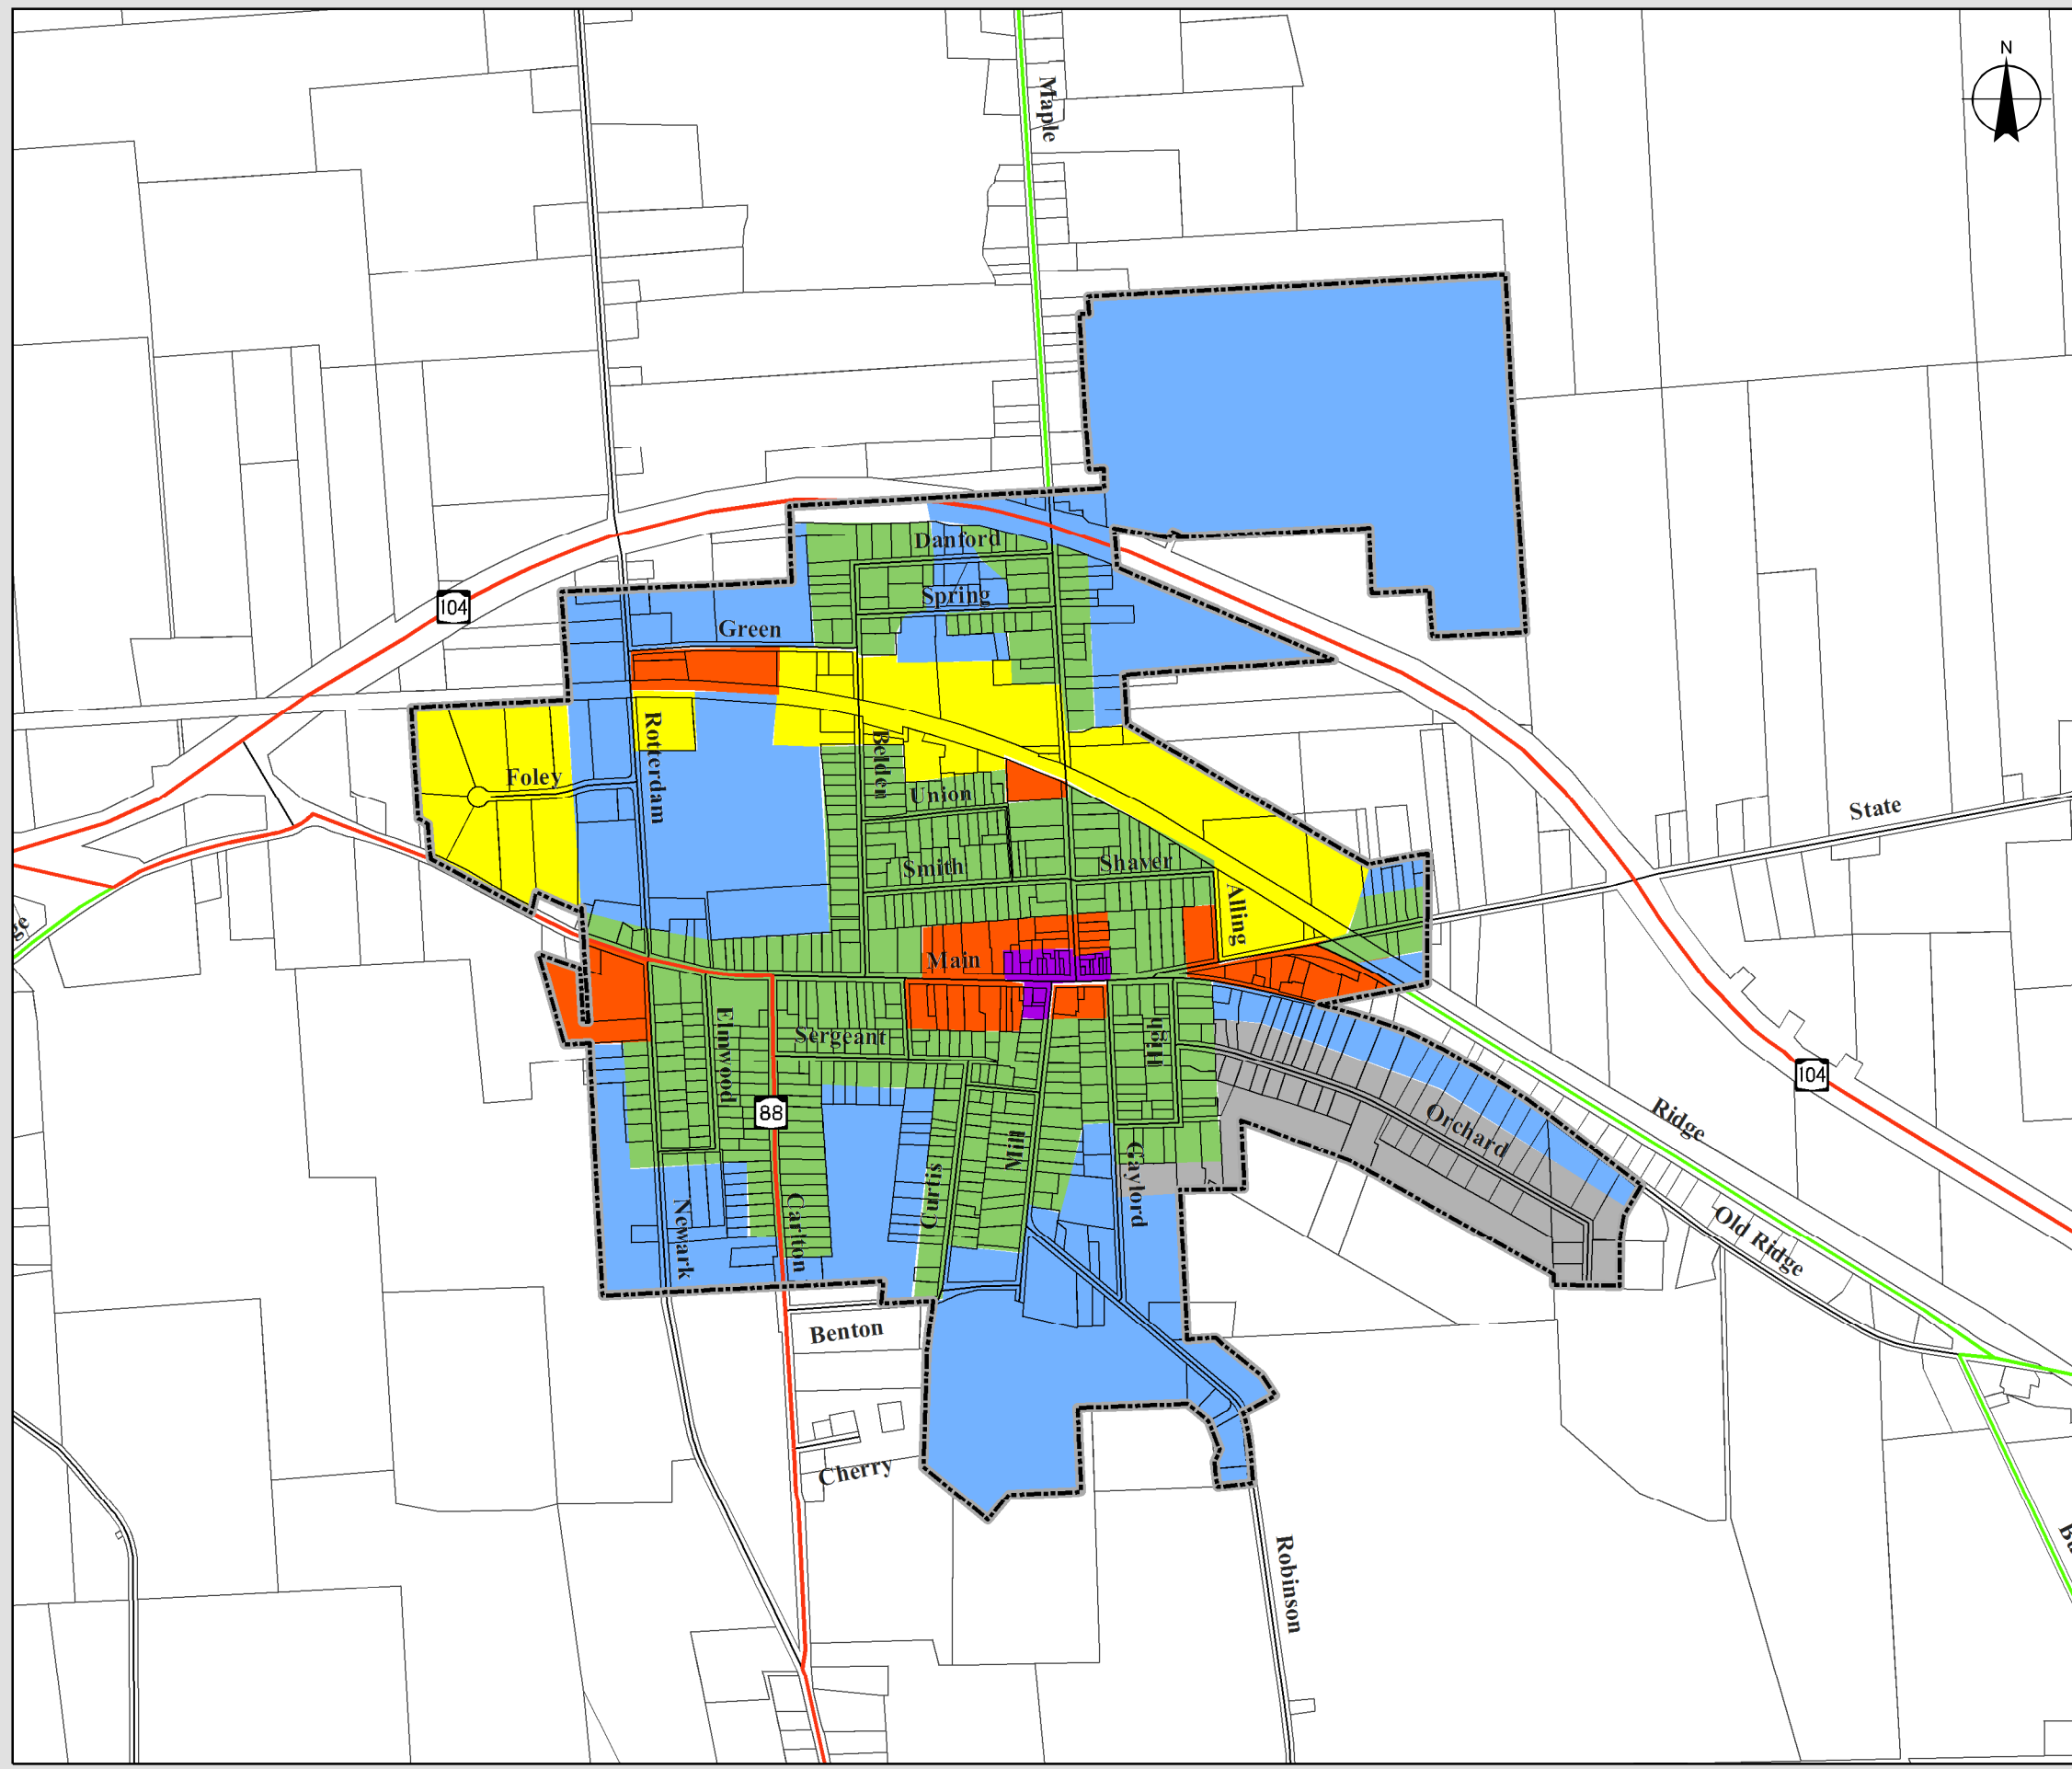 N
Maple
Danford
Spring
104
Green
Rotterdam
Belden
Foley
Union
State
Smith
Shaver
Alling
Main
Elmwood
Sergeant
High
104
88
Orchard
Ridge
Mill
Curtis
Gaylord
Newark
Carlton
Old Ridge
Benton
Cherry
Robinson